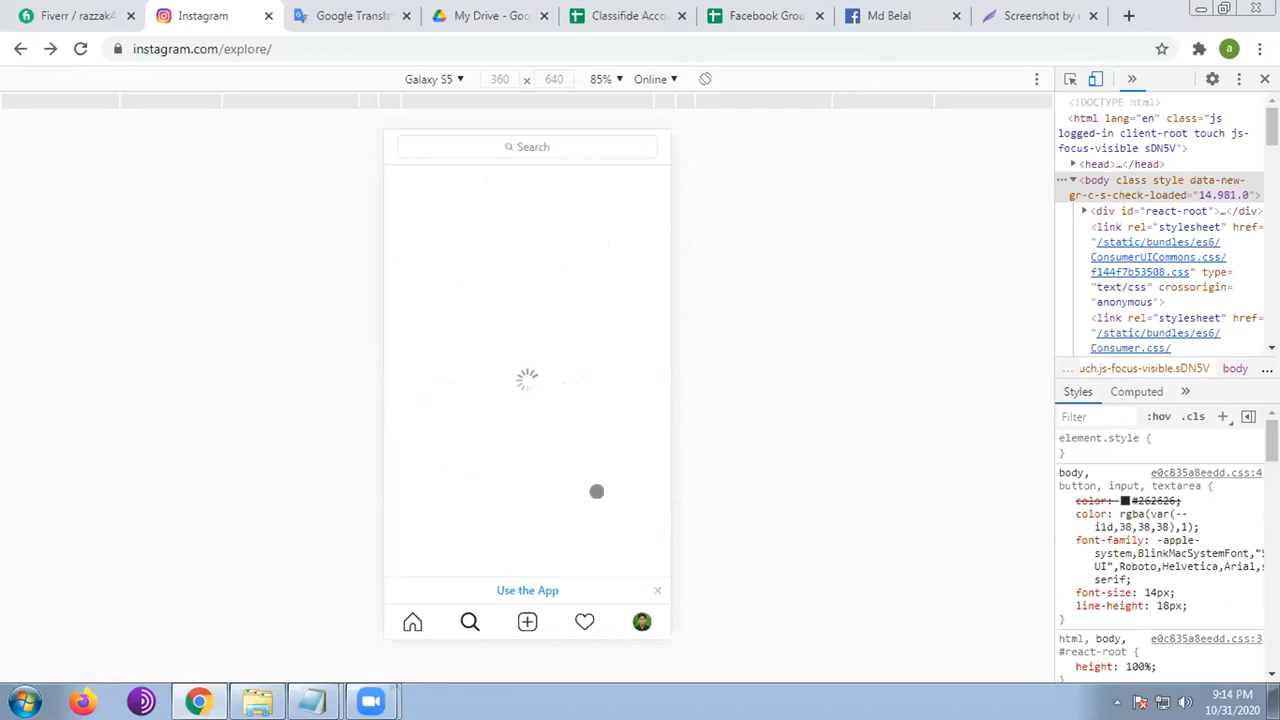 Fiverr / razzak4
Instagram
Google Transla
My Drive - Goo
Classifide Acco
Facebook Grou
Md Belal
Screenshot by
instagram.com/explore/
a
Galaxy S5 ▼ 360 × 640 85% ▼ Online ▼
Search
Use the App
<!DOCTYPE html>
<html lang="en" class="js
logged-in client-root touch js-
focus-visible sDN5V">
<head>…</head>
<body class style data-new-
gr-c-s-check-loaded="14.981.0">
<div id="react-root">…</div>
<link rel="stylesheet" href=
"/static/bundles/es6/
ConsumerUICommons.css/
f144f7b53508.css" type=
"text/css" crossorigin=
"anonymous">
<link rel="stylesheet" href=
"/static/bundles/es6/
Consumer.css/
... uch.js-focus-visible.sDN5V body ...
Styles Computed »
Filter :hov .cls +
element.style {
}
body, e0c835a8eedd.css:4
button, input, textarea {
color: #262626;
color: rgba(var(--
i1d,38,38,38),1);
font-family: -apple-
system,BlinkMacSystemFont,"S
UI",Roboto,Helvetica,Arial,s
serif;
font-size: 14px;
line-height: 18px;
}
html, body, e0c835a8eedd.css:3
#react-root {
height: 100%;
9:14 PM
10/31/2020